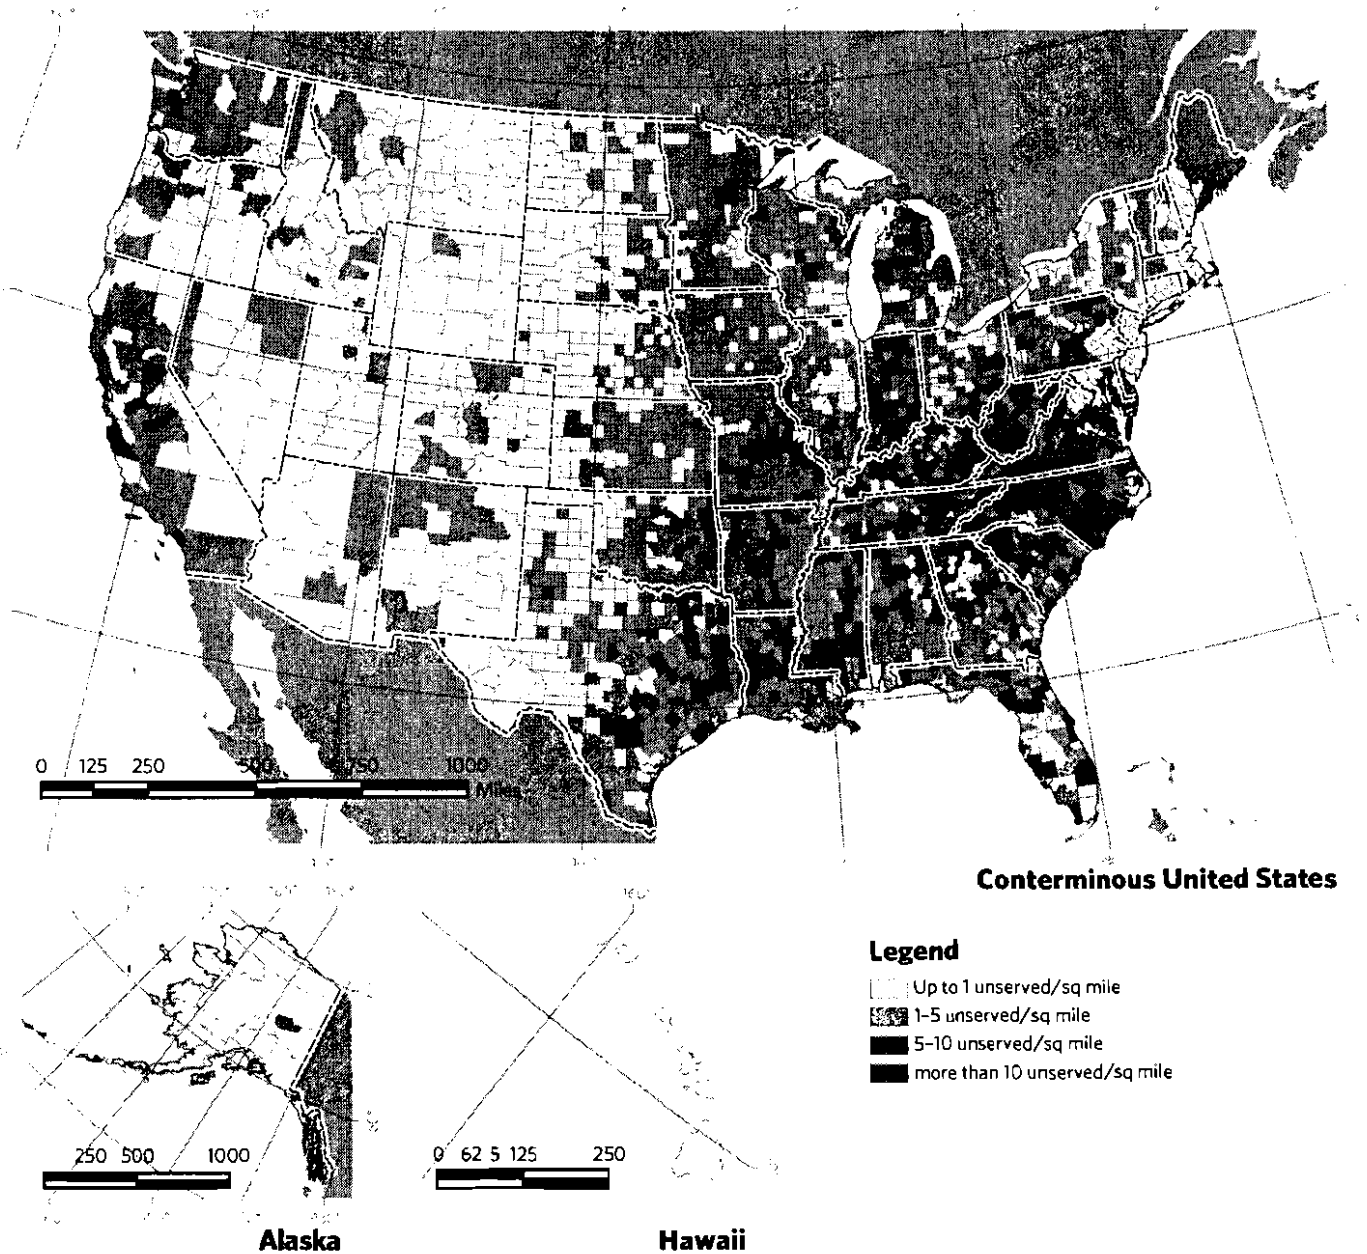 0 125 250 500 750 1000
Miles
Conterminous United States
Legend
Up to 1 unserved/sq mile
1-5 unserved/sq mile
5-10 unserved/sq mile
more than 10 unserved/sq mile
250 500 1000
0 62 5 125 250
Alaska
Hawaii